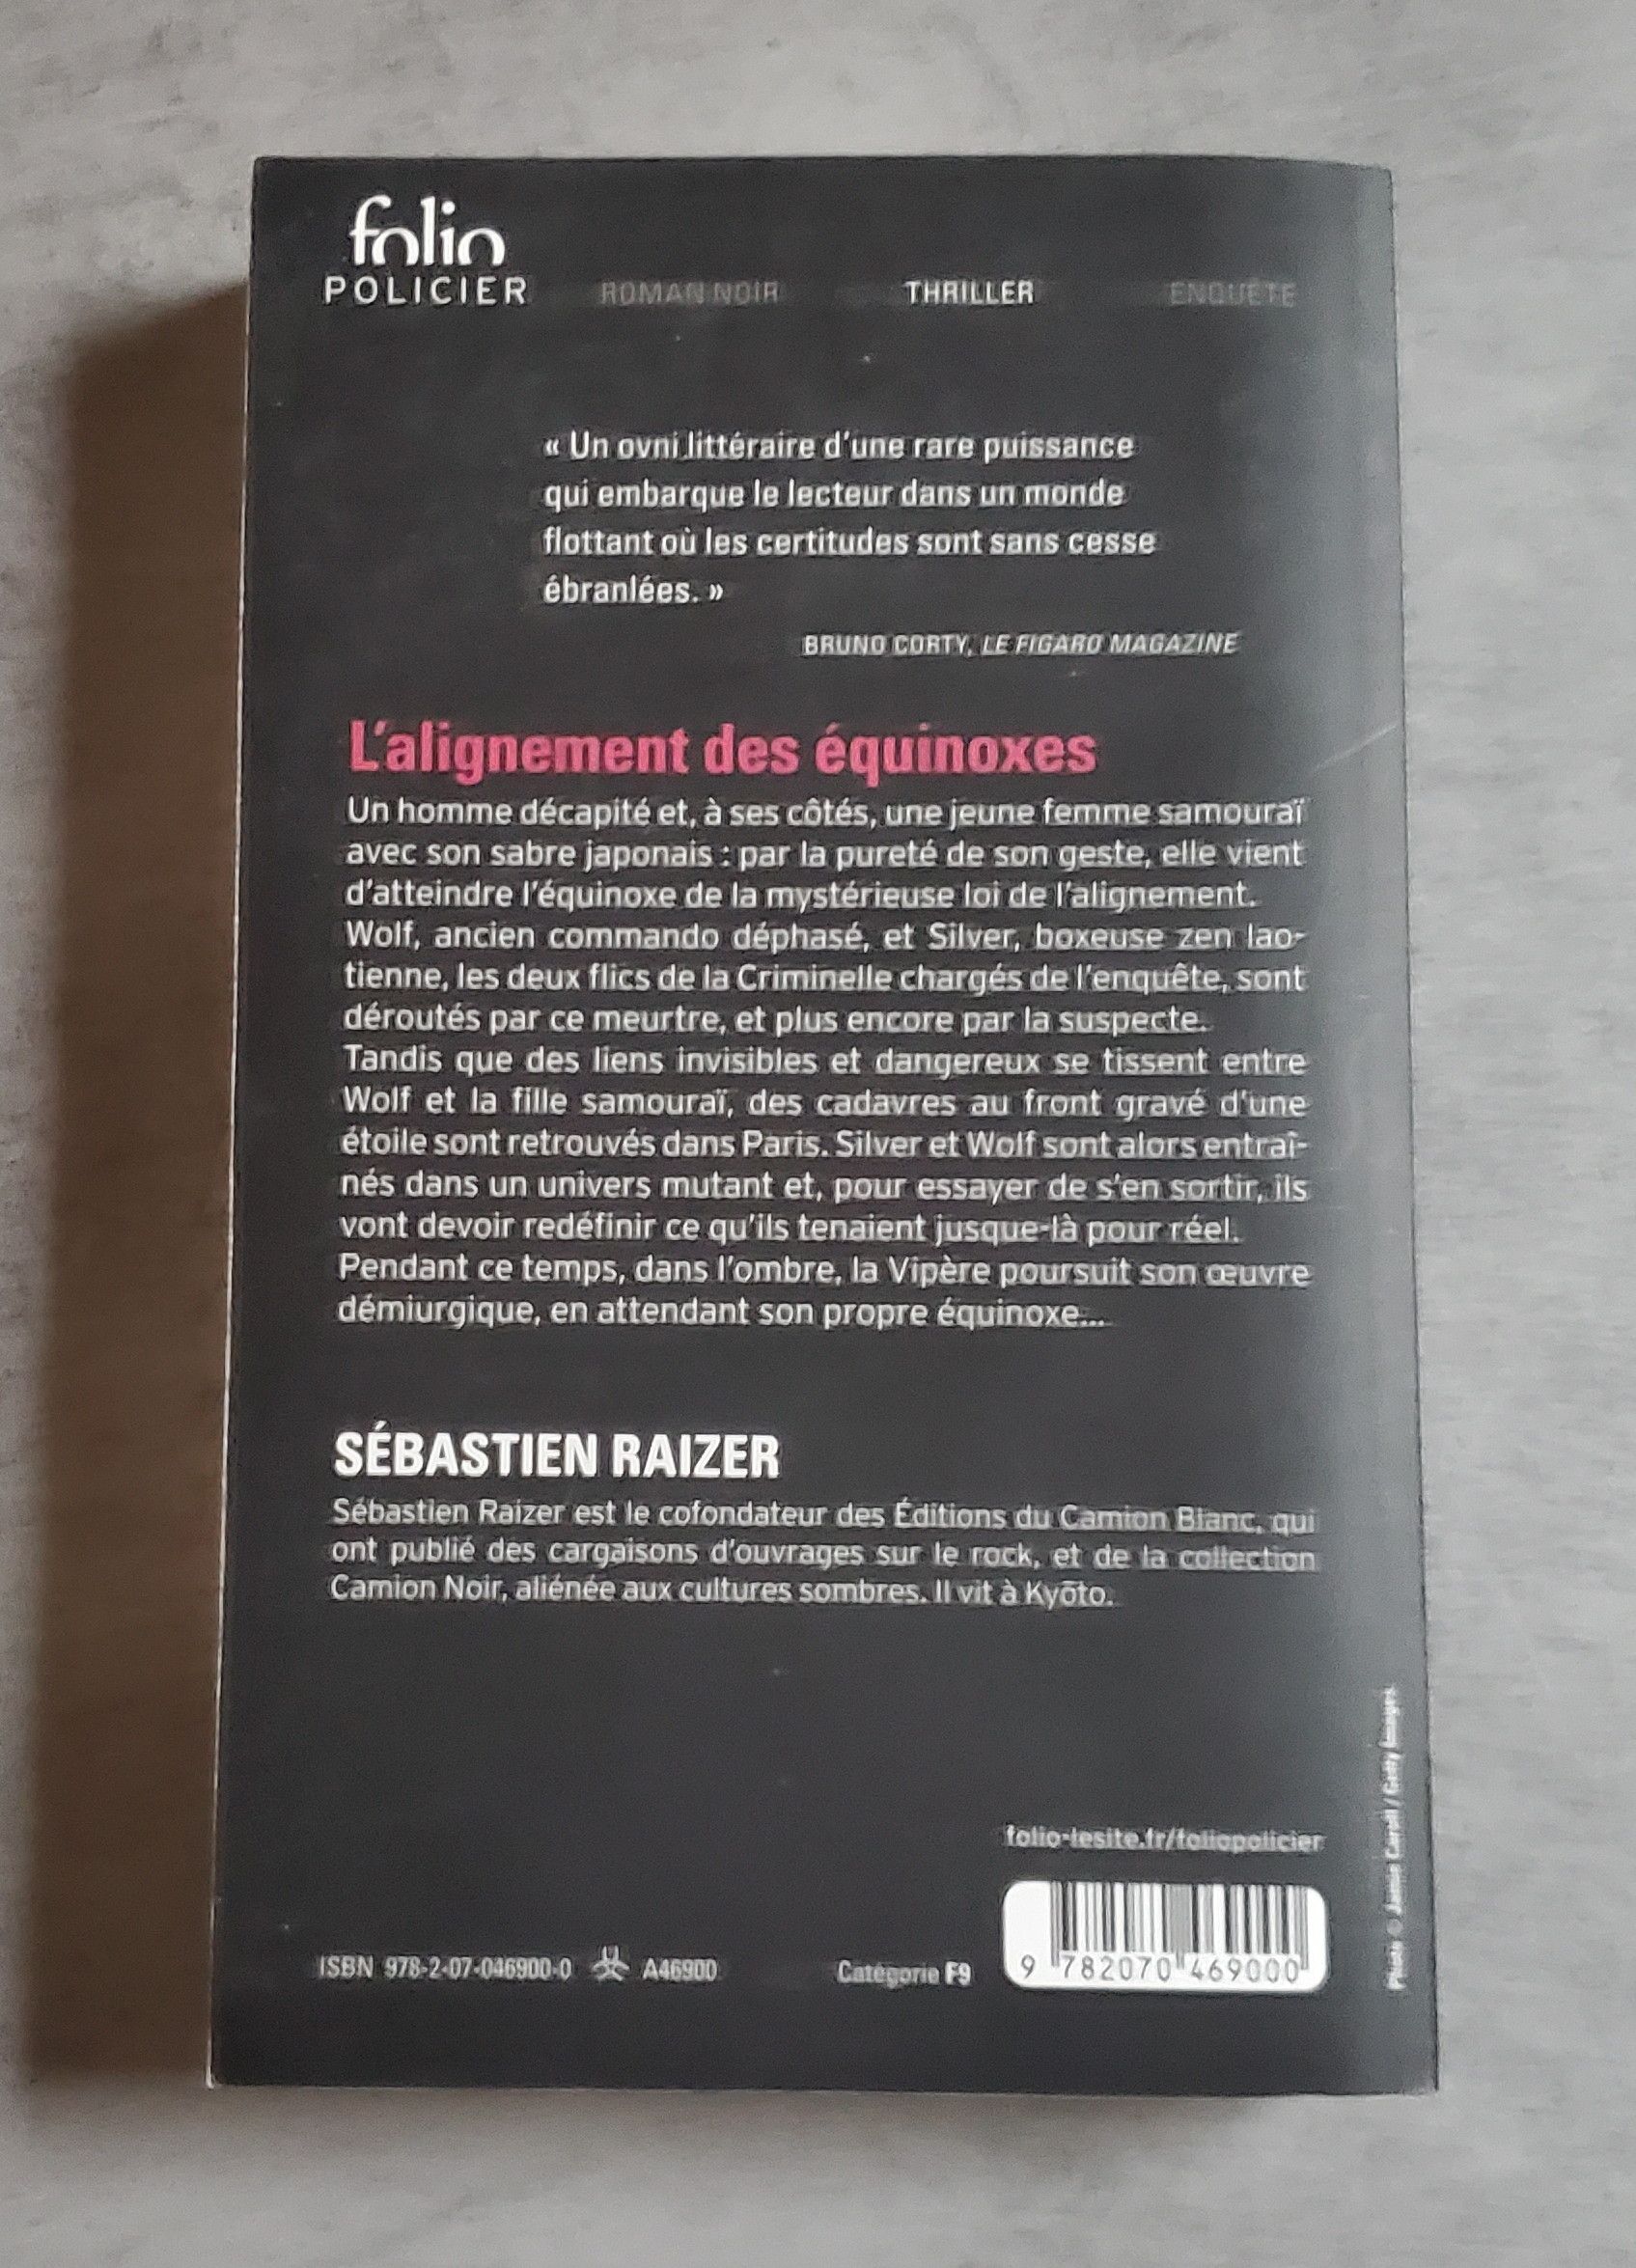 folio
POLICIER
ROMAN NOIR THRILLER ENQUÊTE
« Un ovni littéraire d'une rare puissance
qui embarque le lecteur dans un monde
flottant où les certitudes sont sans cesse
ébranlées. »
BRUNO CORTY, LE FIGARO MAGAZINE
L'alignement des équinoxes
Un homme décapité et, à ses côtés, une jeune femme samouraï
avec son sabre japonais : par la pureté de son geste, elle vient
d'atteindre l'équinoxe de la mystérieuse loi de l'alignement.
Wolf, ancien commando déphasé, et Silver, boxeuse zen lao-
tienne, les deux flics de la Criminelle chargés de l'enquête, sont
déroutés par ce meurtre, et plus encore par la suspecte.
Tandis que des liens invisibles et dangereux se tissent entre
Wolf et la fille samouraï, des cadavres au front gravé d'une
étoile sont retrouvés dans Paris. Silver et Wolf sont alors entraî-
nés dans un univers mutant et, pour essayer de s'en sortir, ils
vont devoir redéfinir ce qu'ils tenaient jusque-là pour réel.
Pendant ce temps, dans l'ombre, la Vipère poursuit son œuvre
démiurgique, en attendant son propre équinoxe...
SÉBASTIEN RAIZER
Sébastien Raizer est le cofondateur des Éditions du Camion Blanc, qui
ont publié des cargaisons d'ouvrages sur le rock, et de la collection
Camion Noir, aliénée aux cultures sombres. Il vit à Kyōto.
folio-lesite.fr/foliopolicier
ISBN 978-2-07-046900-0 A46900 Catégorie F9
9 782070 469000
Photo © / Getty Images.